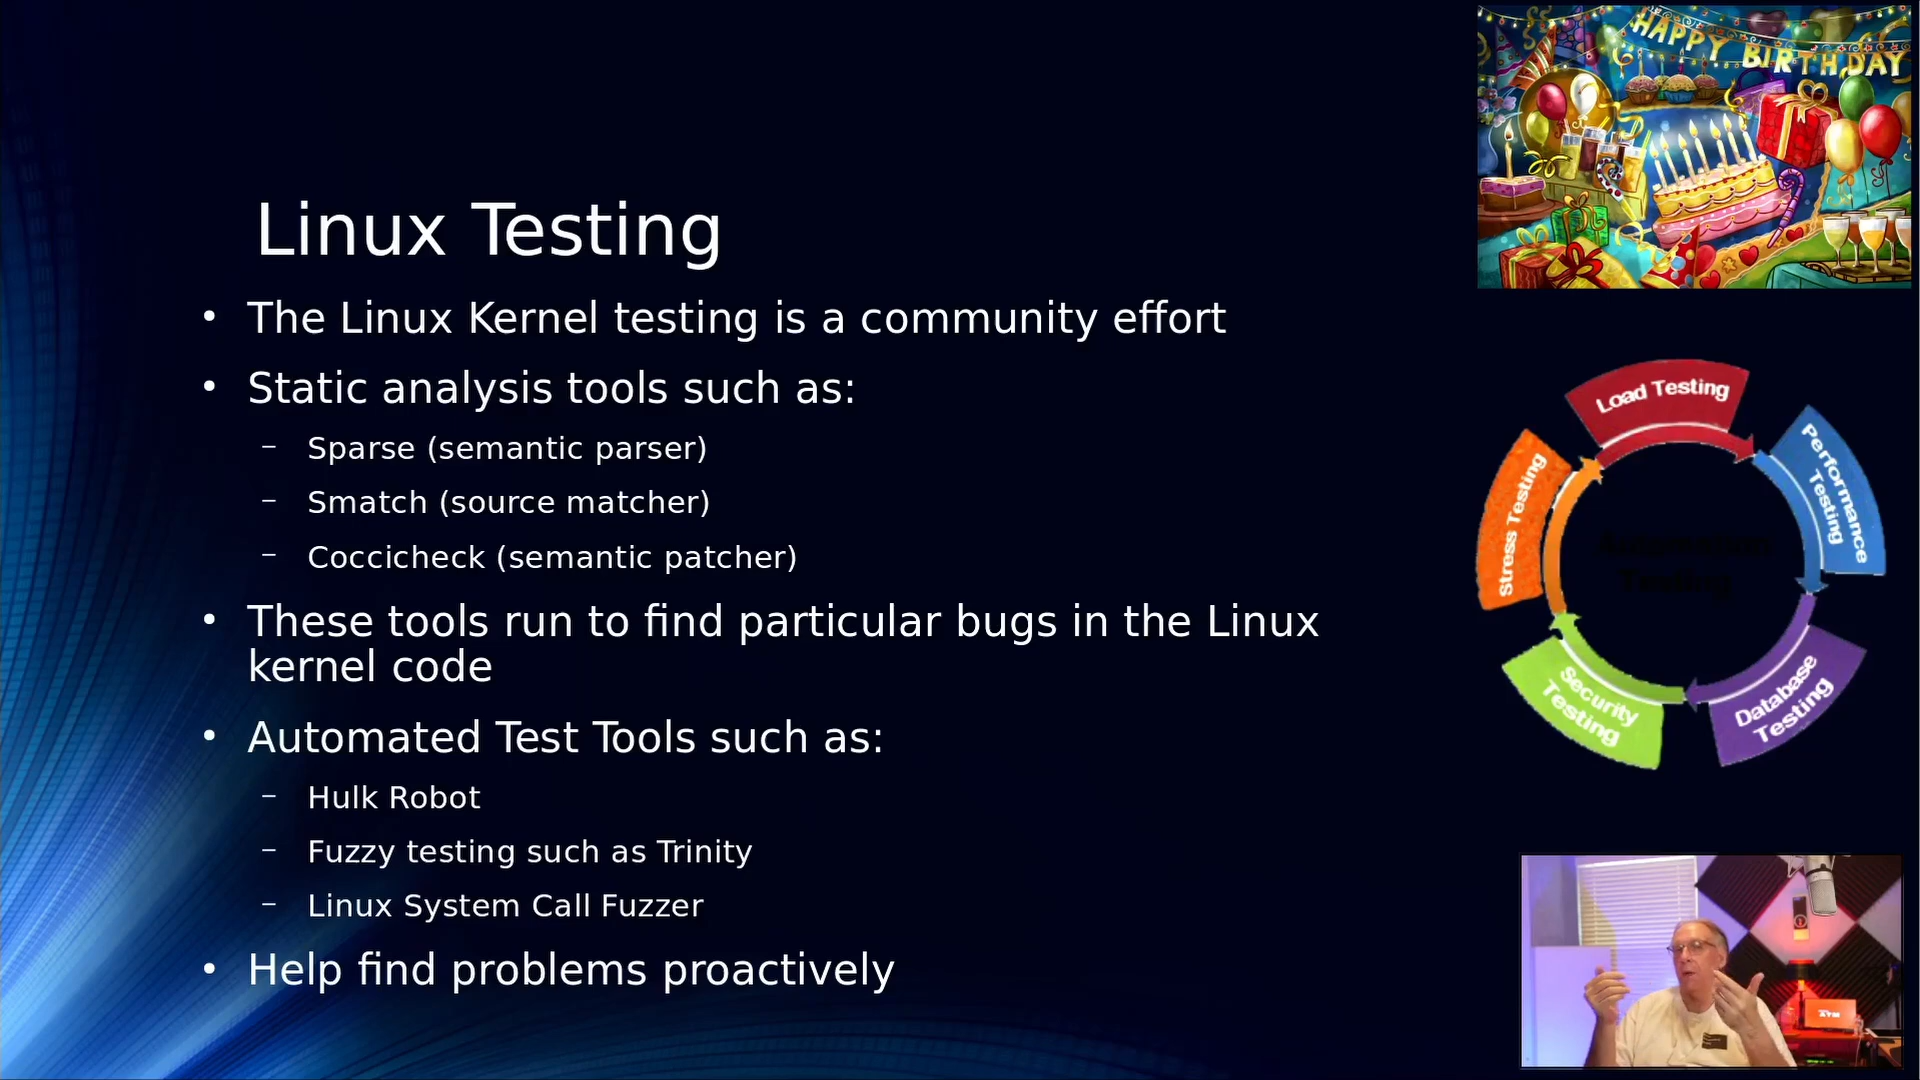 Linux Testing
• The Linux Kernel testing is a community effort
• Static analysis tools such as:
– Sparse (semantic parser)
– Smatch (source matcher)
– Coccicheck (semantic patcher)
• These tools run to find particular bugs in the Linux
kernel code
• Automated Test Tools such as:
– Hulk Robot
– Fuzzy testing such as Trinity
– Linux System Call Fuzzer
• Help find problems proactively
HAPPY BIRTHDAY
Load Testing
Performance
Testing
Database
Testing
Security
Testing
Stress Testing
Testing